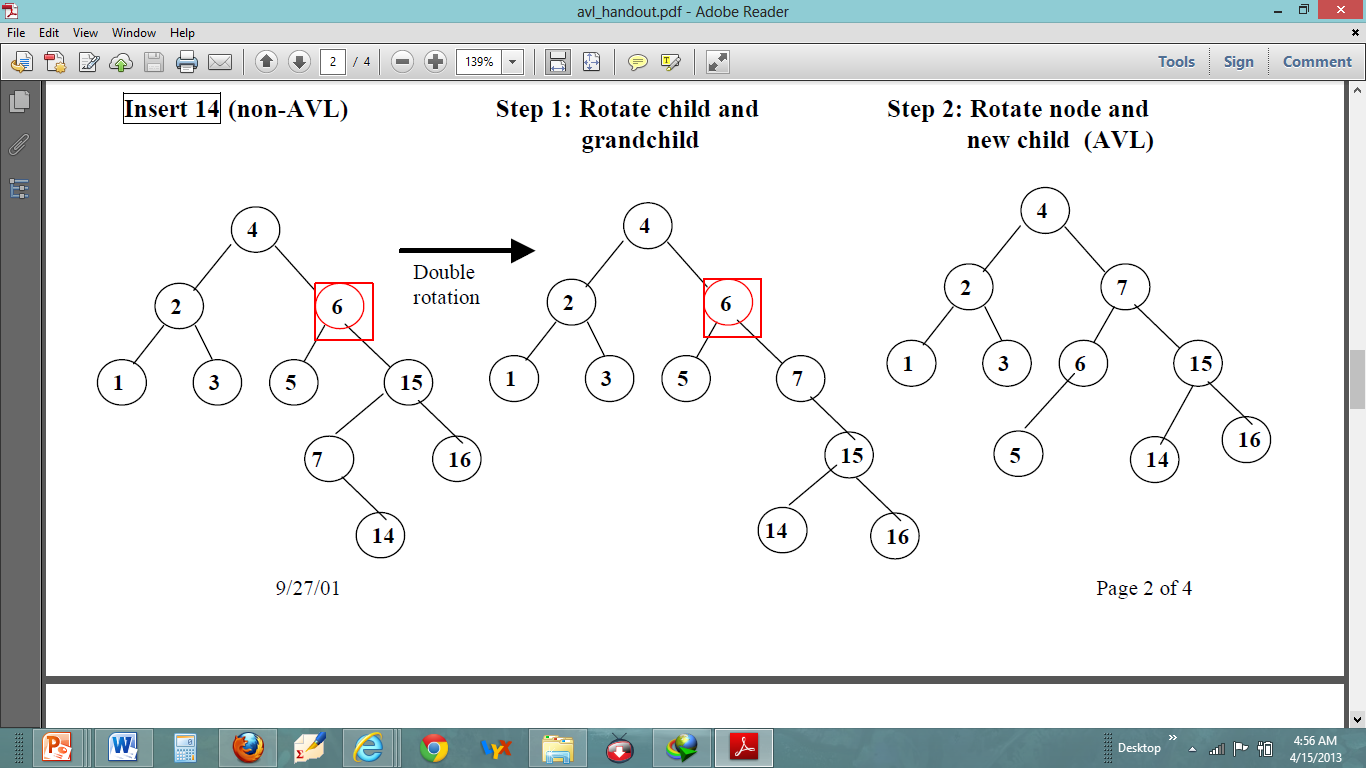 avl_handout.pdf - Adobe Reader
File Edit View Window Help
2 / 4 139% Tools Sign Comment
Insert 14 (non-AVL)
Step 1: Rotate child and
grandchild
Step 2: Rotate node and
new child (AVL)
4
2 6
1 3 5 15
7 16
14
Double
rotation
4
2 6
1 3 5 7
15
14 16
4
2 7
1 3 6 15
5 14 16
9/27/01
Page 2 of 4
Desktop
4:56 AM
4/15/2013